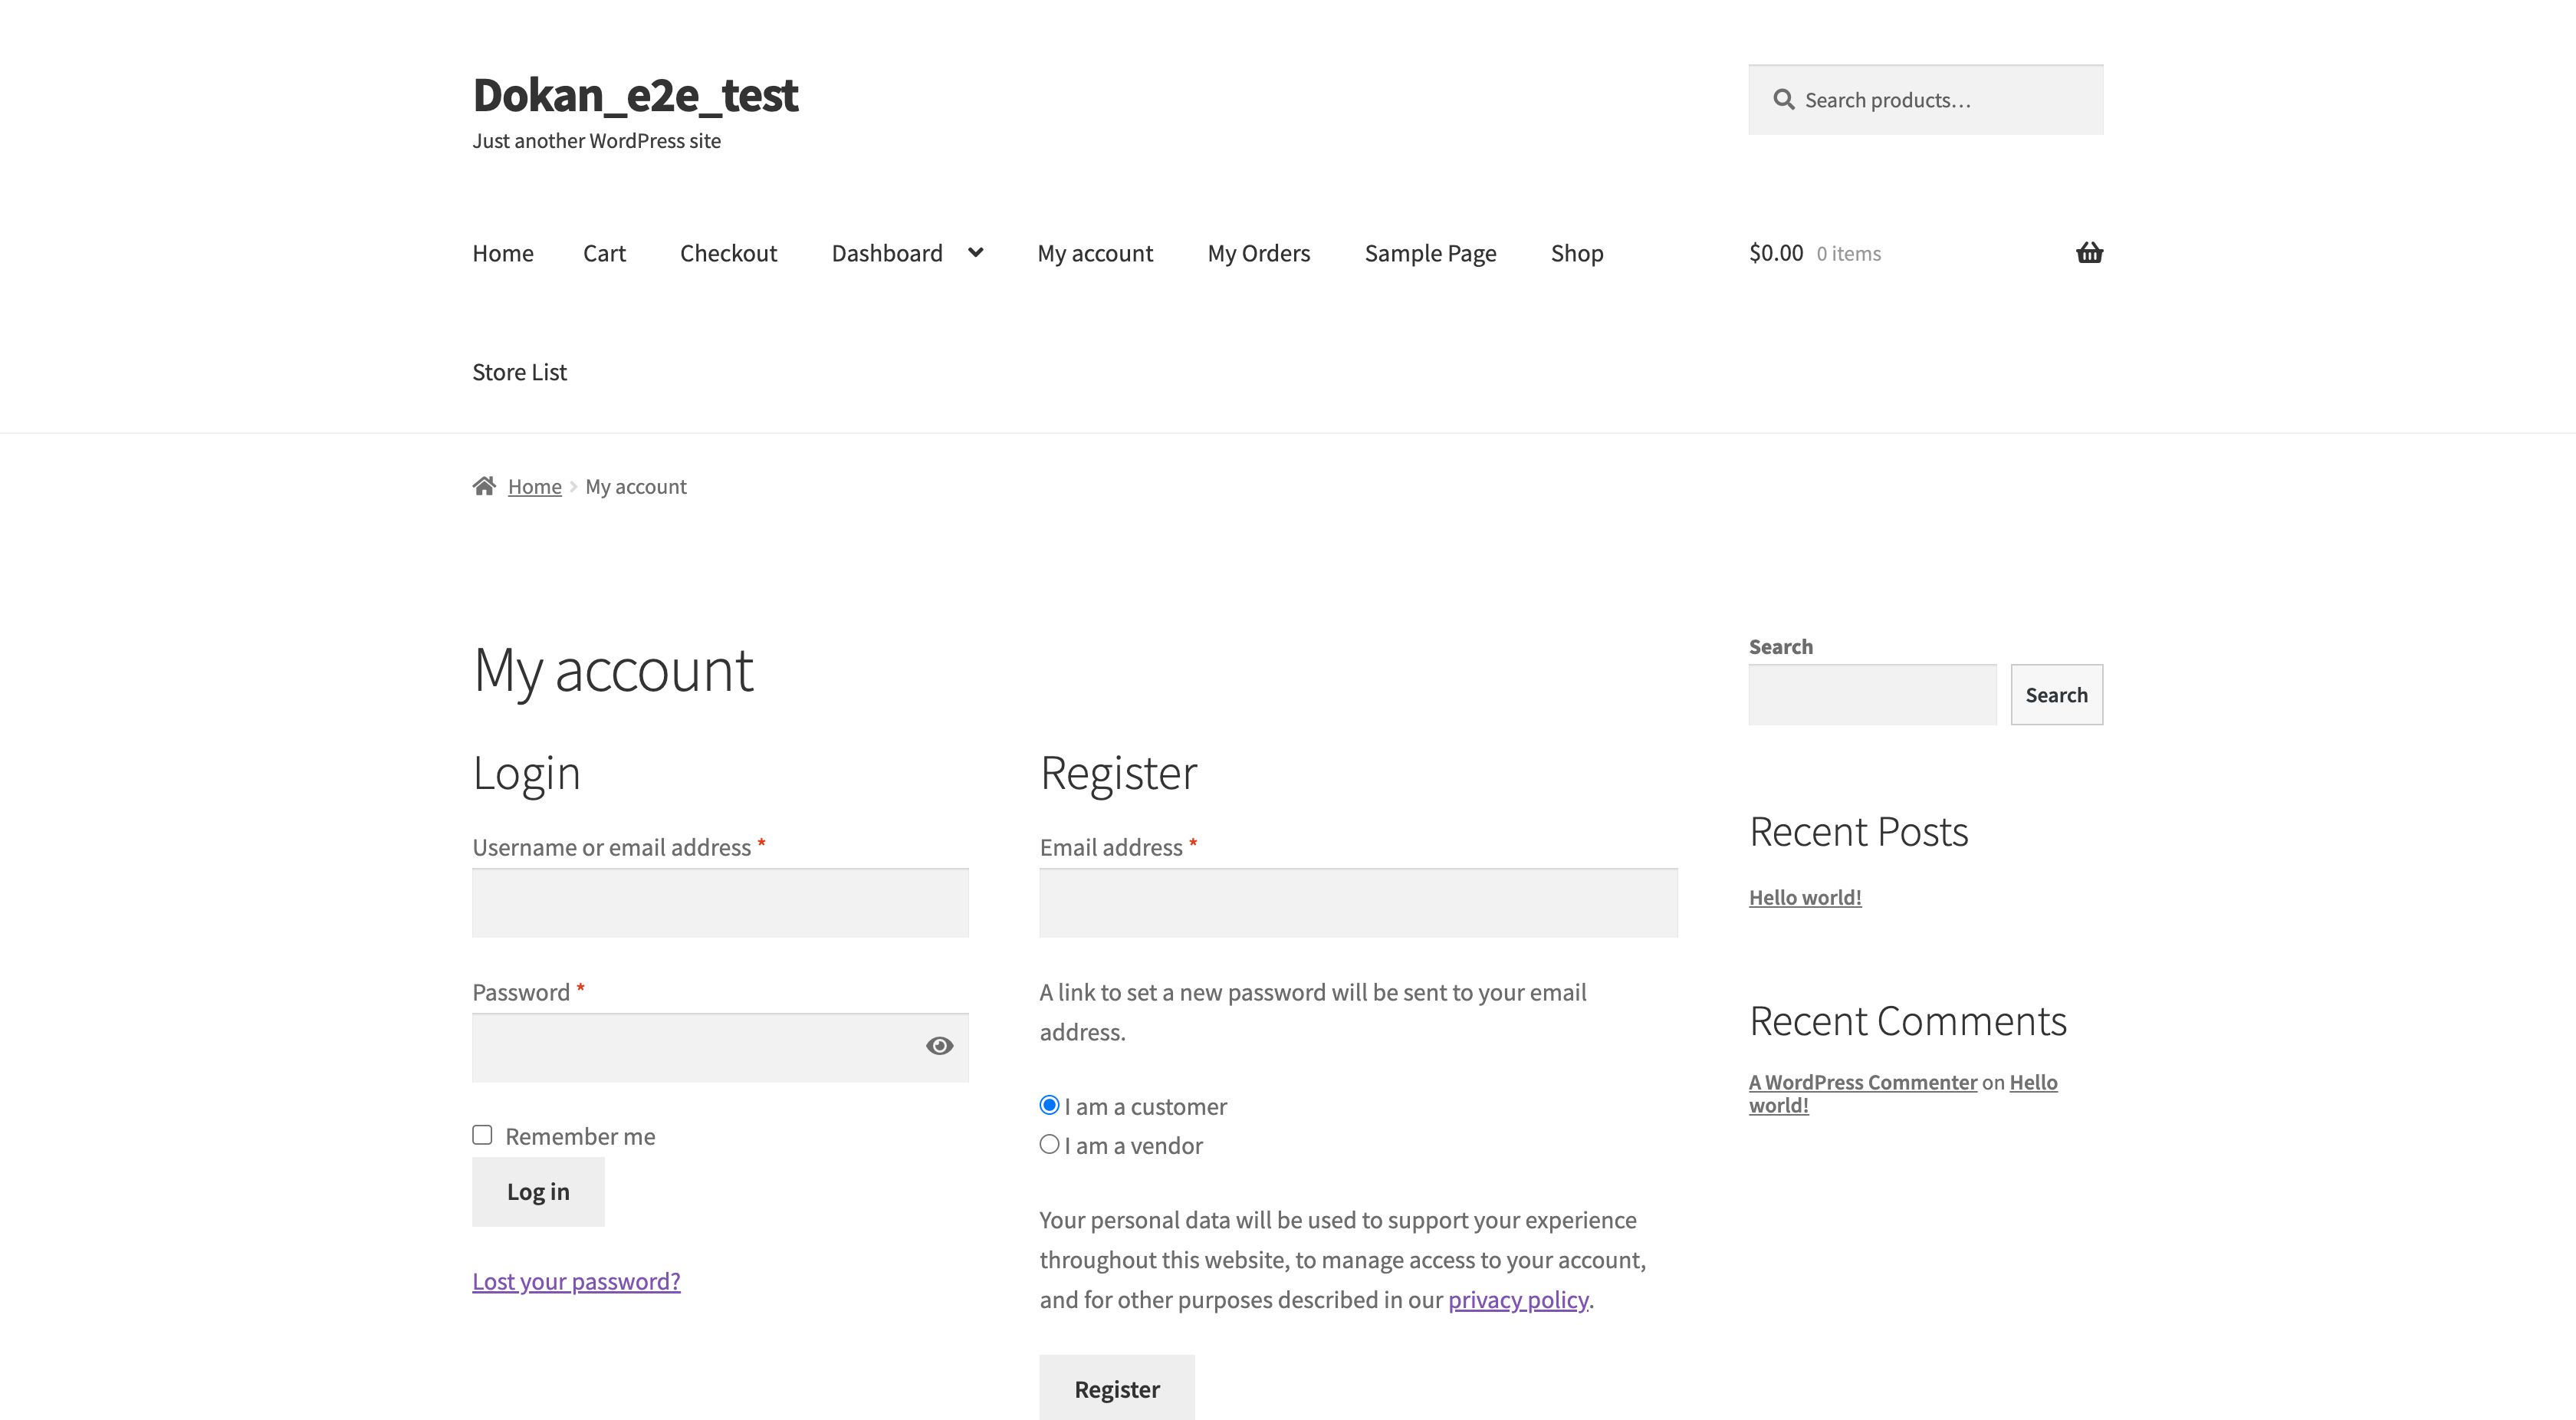 Dokan_e2e_test
Just another WordPress site
Search products…
Home Cart Checkout Dashboard My account My Orders Sample Page Shop
$0.00 0 items
Store List
Home My account
My account
Login
Username or email address *
Password *
Remember me
Log in
Lost your password?
Register
Email address *
A link to set a new password will be sent to your email
address.
I am a customer
I am a vendor
Your personal data will be used to support your experience
throughout this website, to manage access to your account,
and for other purposes described in our privacy policy.
Register
Search
Search
Recent Posts
Hello world!
Recent Comments
A WordPress Commenter on Hello
world!